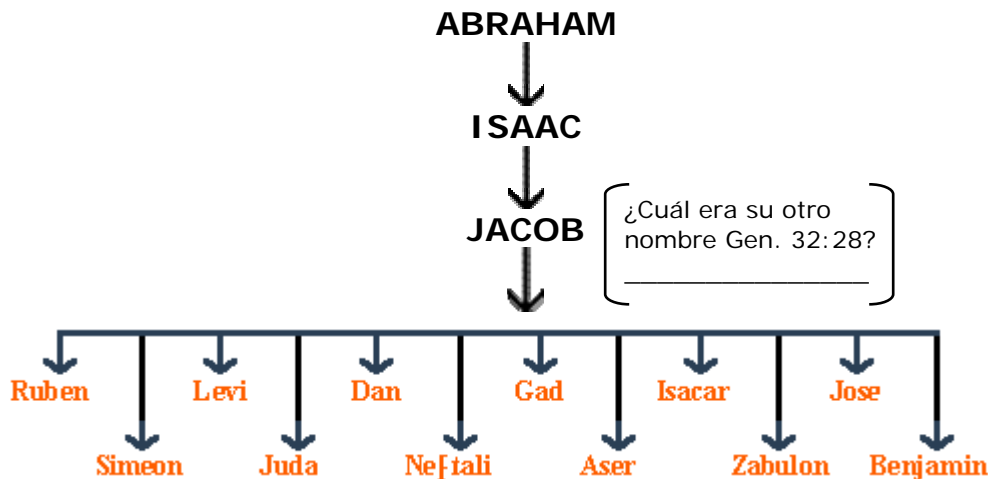 ABRAHAM
ISAAC
JACOB
¿Cuál era su otro
nombre Gen. 32:28?
_________________
Ruben Levi Dan Gad Isacar Jose
Simeon Juda Neftali Aser Zabulon Benjamin